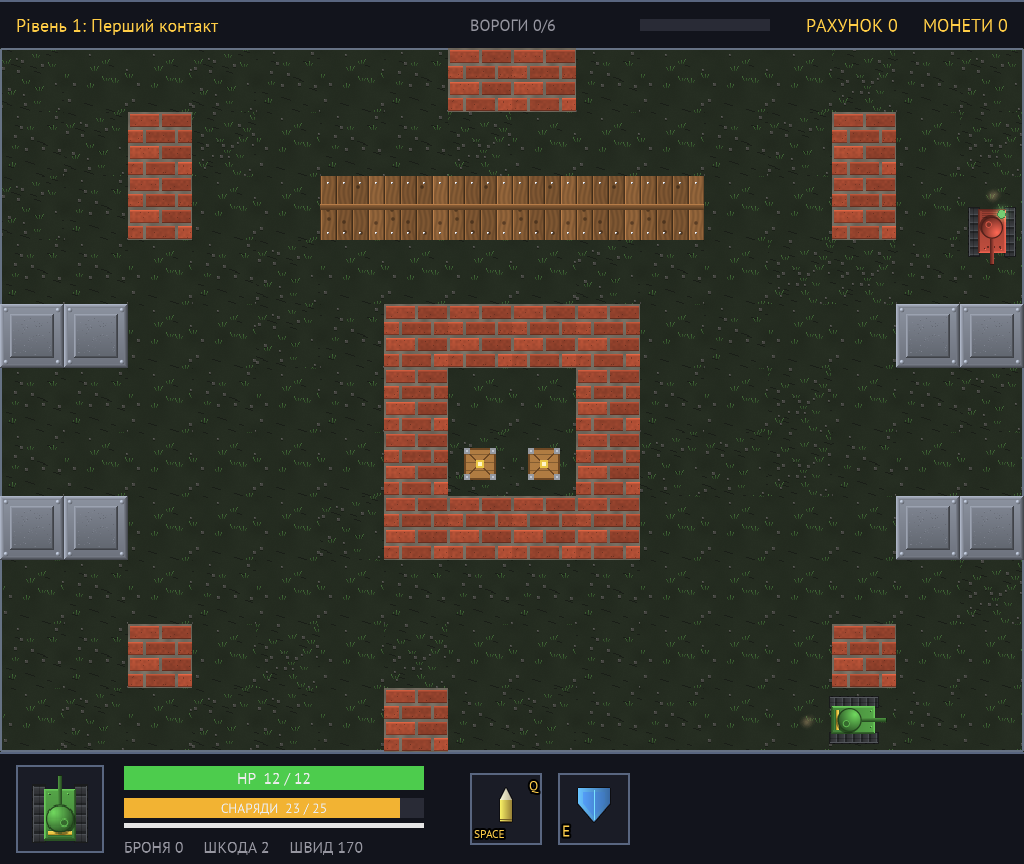 Рівень 1: Перший контакт
ВОРОГИ 0/6
РАХУНОК 0
МОНЕТИ 0
HP 12 / 12
СНАРЯДИ 23 / 25
БРОНЯ 0 ШКОДА 2 ШВИД 170
Q
SPACE
E